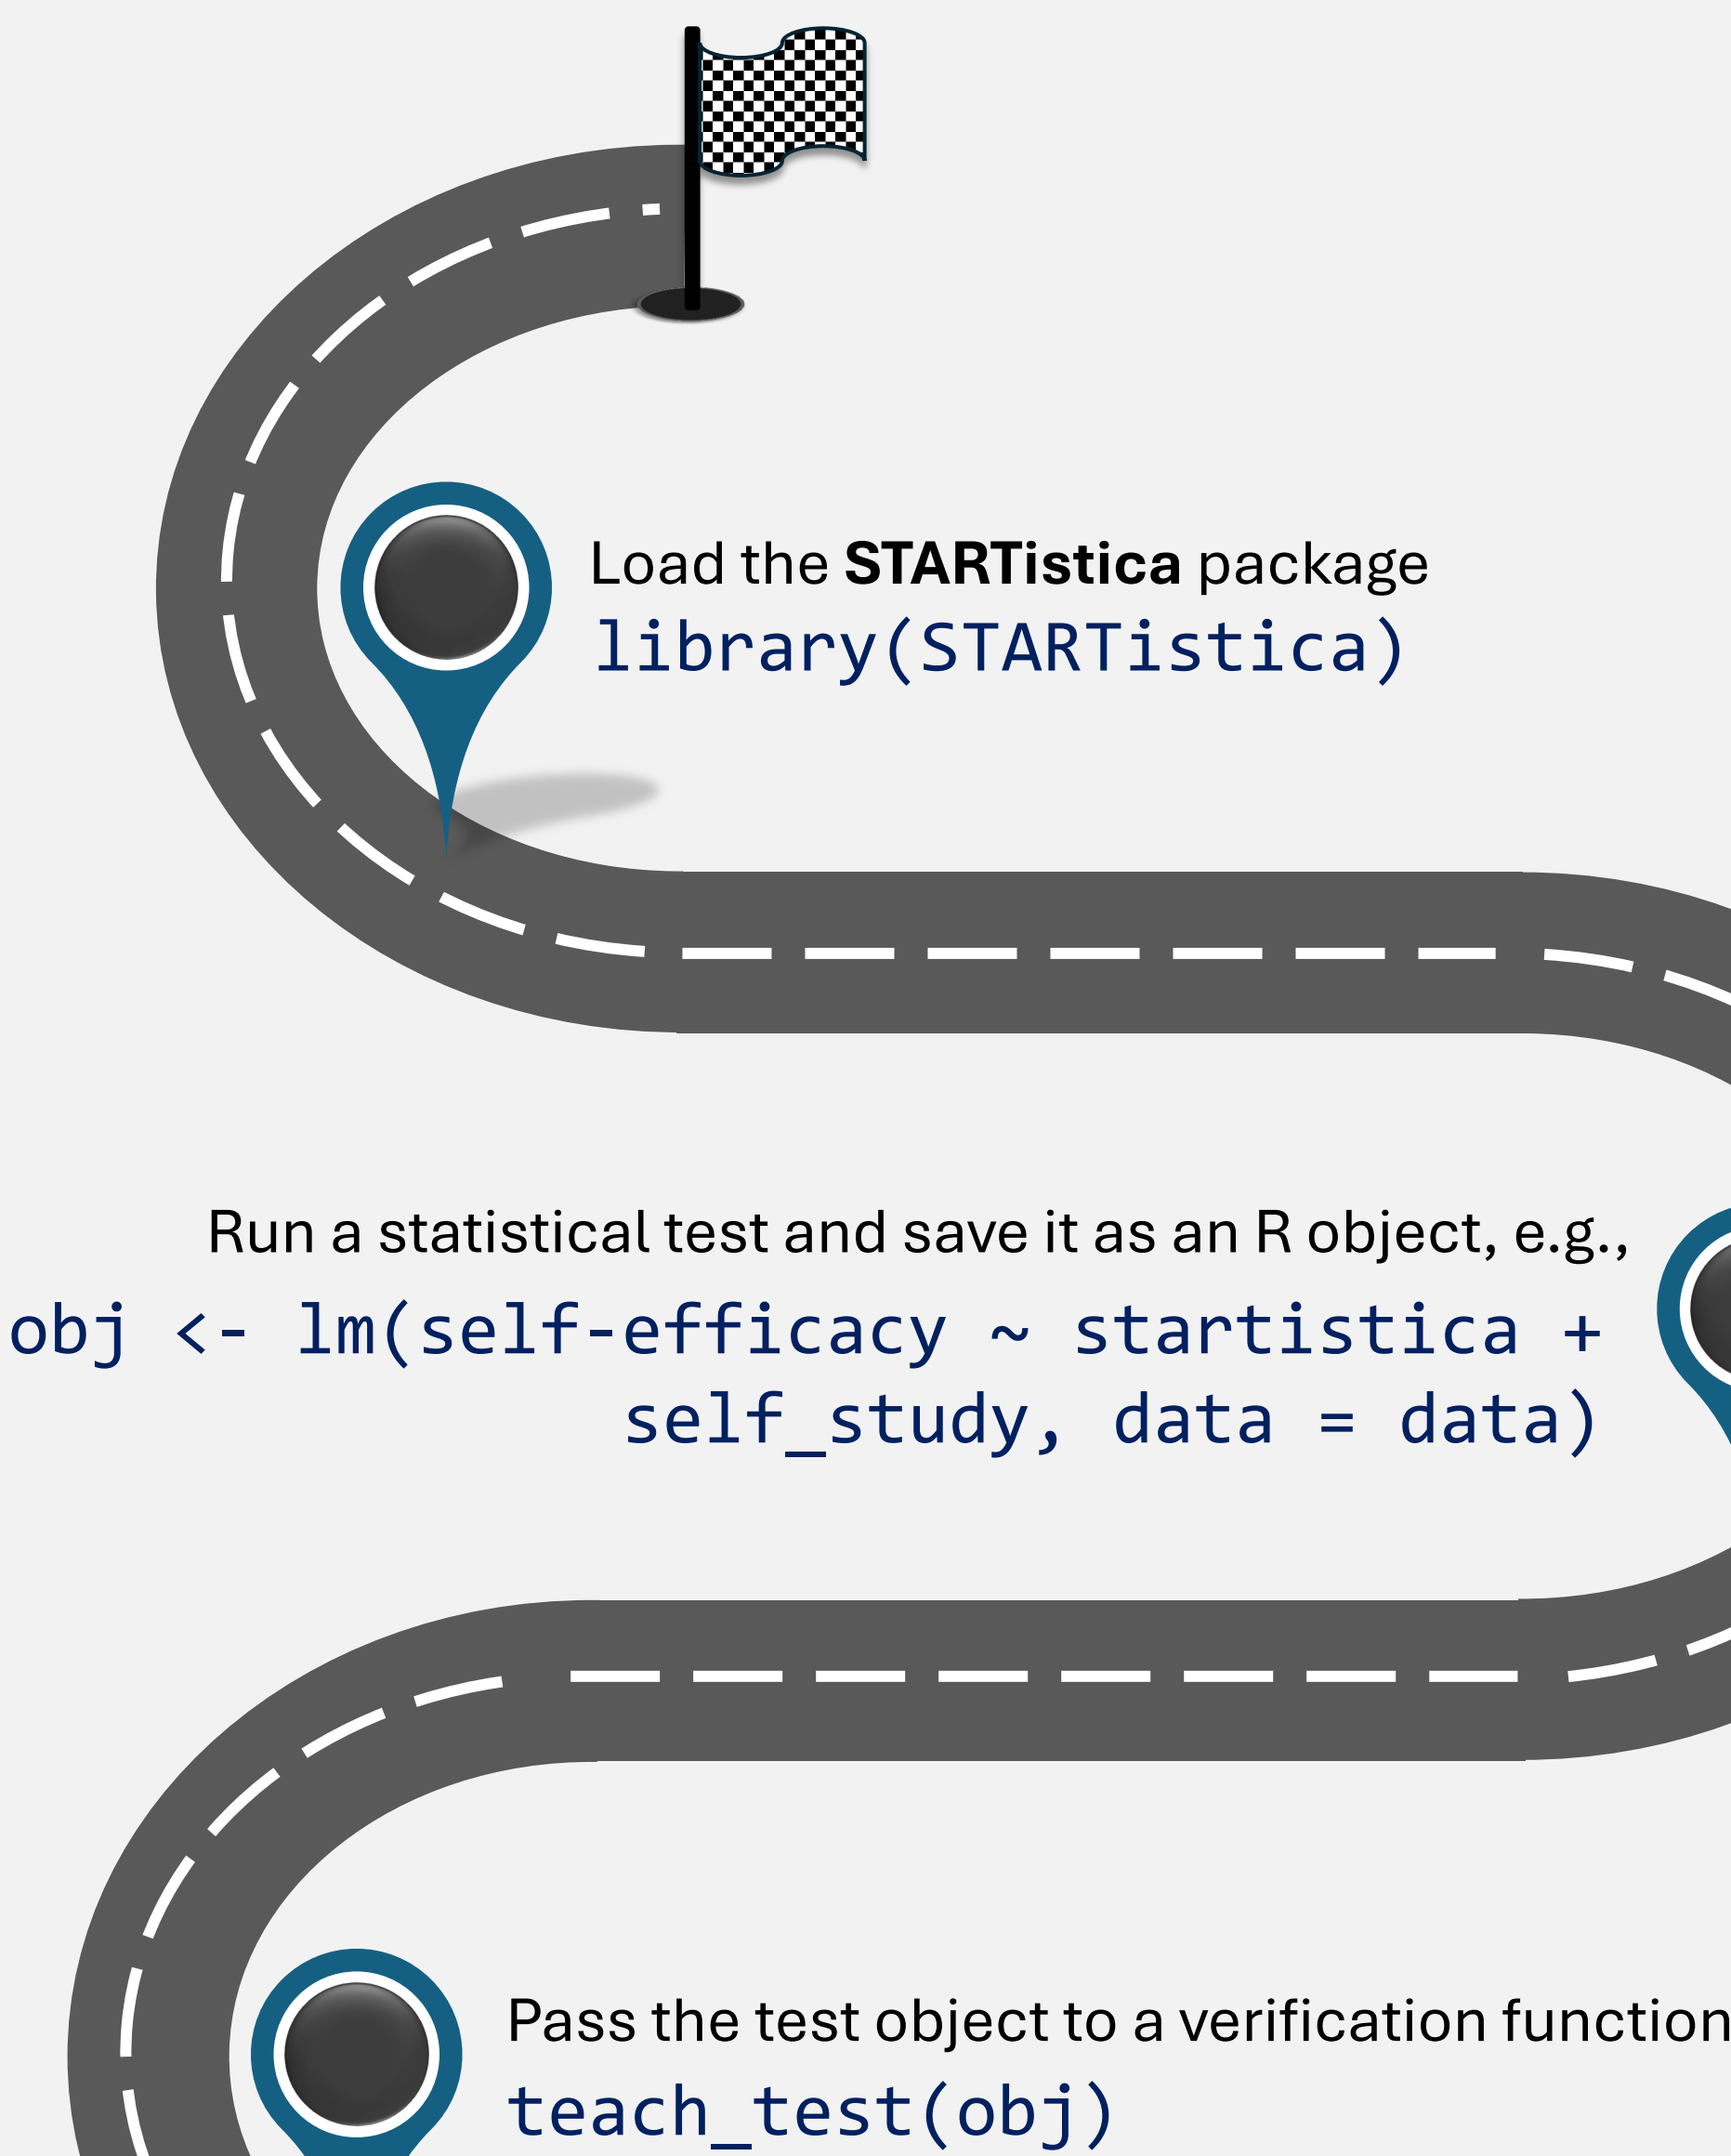 Load the STARTistica package
library(STARTistica)
Run a statistical test and save it as an R object, e.g.,
obj <- lm(self-efficacy ~ startistica +
self_study, data = data)
Pass the test object to a verification function
teach_test(obj)